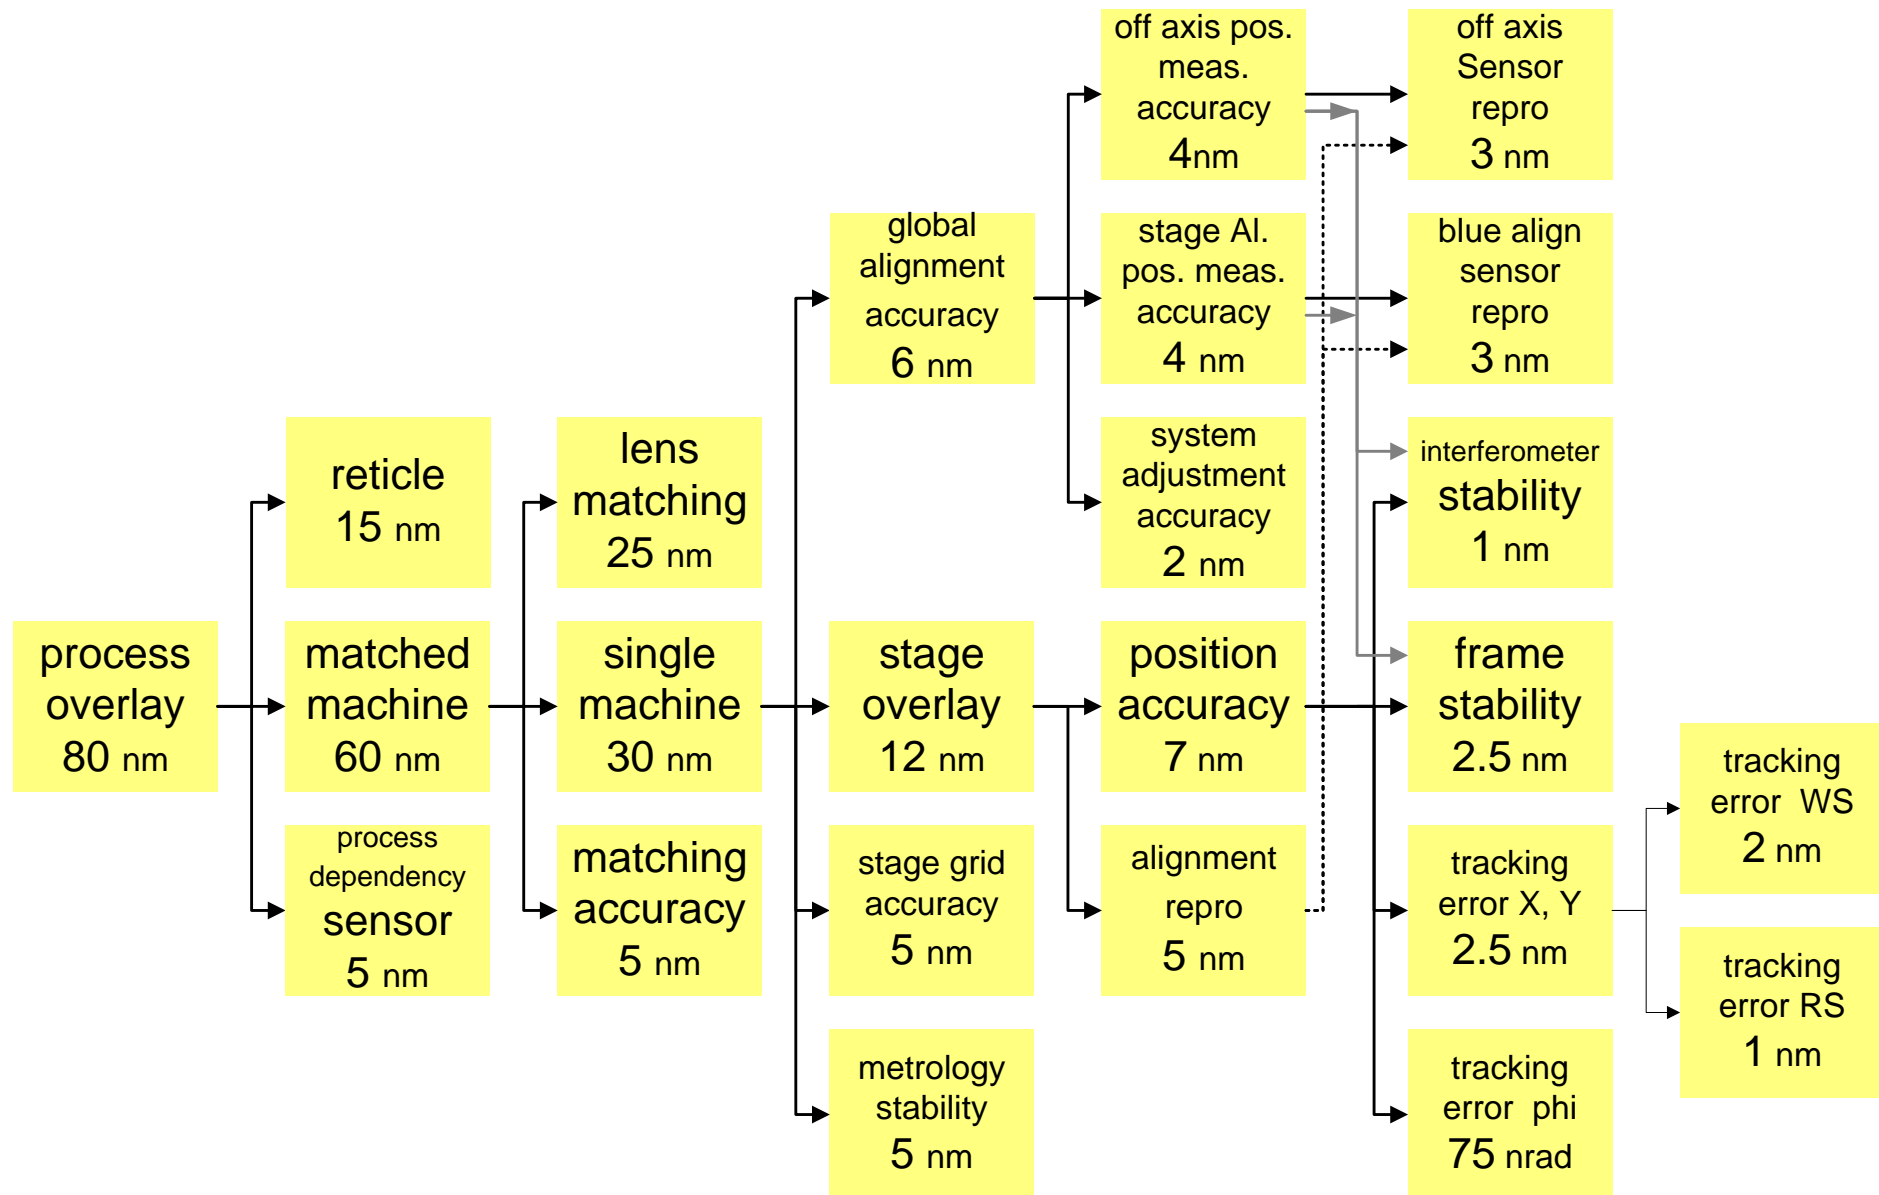 process
overlay
80 nm
reticle
15 nm
matched
machine
60 nm
process
dependency
sensor
5 nm
lens
matching
25 nm
single
machine
30 nm
matching
accuracy
5 nm
global
alignment
accuracy
6 nm
stage
overlay
12 nm
stage grid
accuracy
5 nm
metrology
stability
5 nm
off axis pos.
meas.
accuracy
4nm
stage Al.
pos. meas.
accuracy
4 nm
system
adjustment
accuracy
2 nm
position
accuracy
7 nm
alignment
repro
5 nm
off axis
Sensor
repro
3 nm
blue align
sensor
repro
3 nm
interferometer
stability
1 nm
frame
stability
2.5 nm
tracking
error X, Y
2.5 nm
tracking
error phi
75 nrad
tracking
error WS
2 nm
tracking
error RS
1 nm